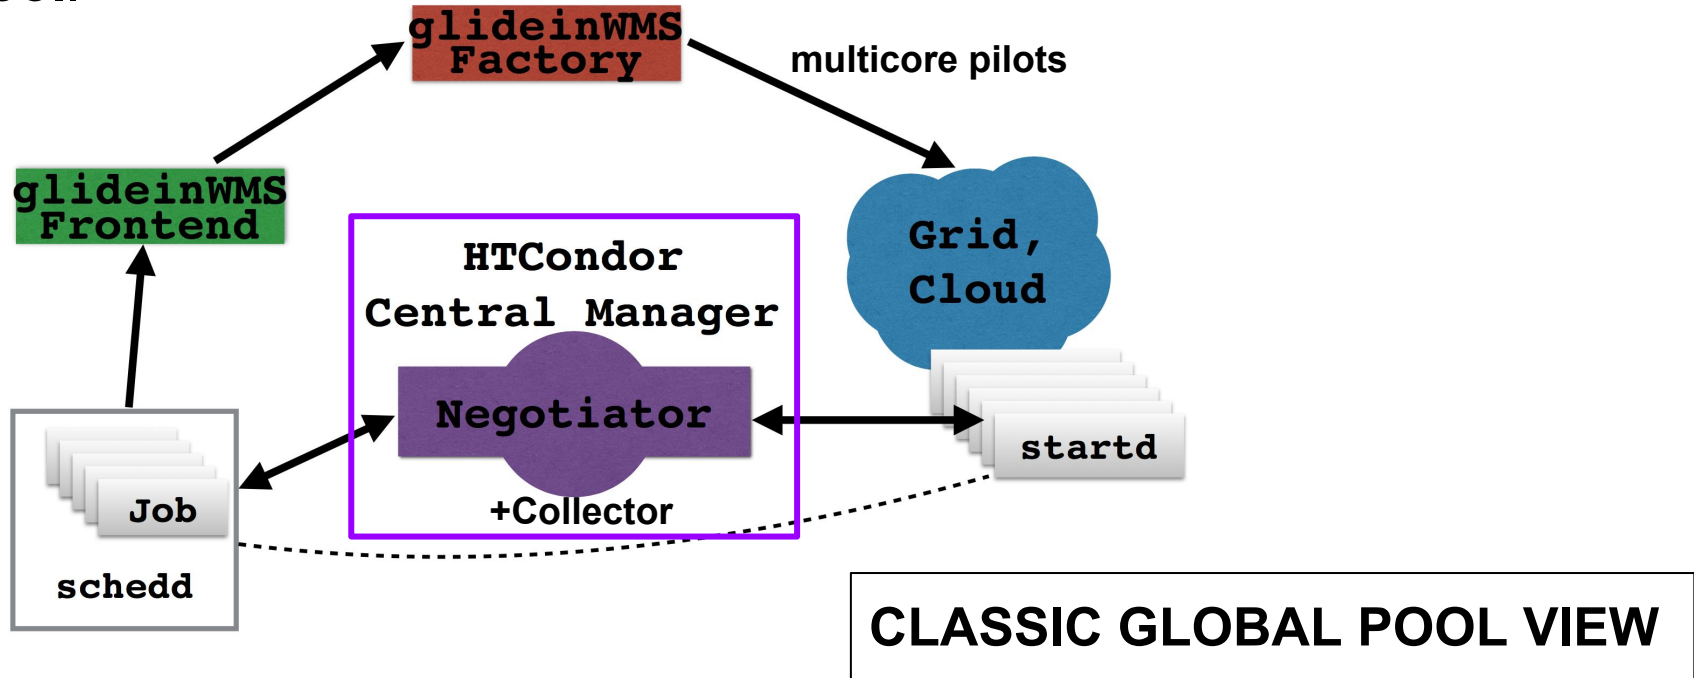 glideinWMS
Factory
multicore pilots
glideinWMS
Frontend
Grid,
Cloud
HTCondor
Central Manager
Negotiator
+Collector
startd
Job
schedd
CLASSIC GLOBAL POOL VIEW